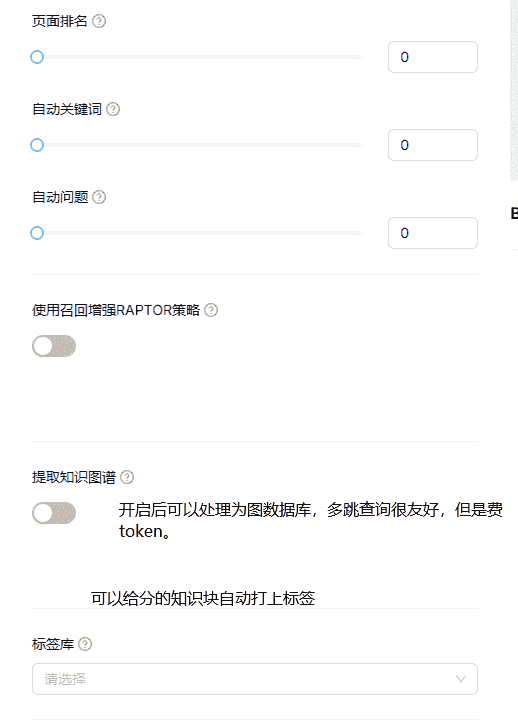 页面排名
0
自动关键词
0
自动问题
0
使用召回增强RAPTOR策略
提取知识图谱
开启后可以处理为图数据库，多跳查询很友好，但是费
token。
可以给分的知识块自动打上标签
标签库
请选择